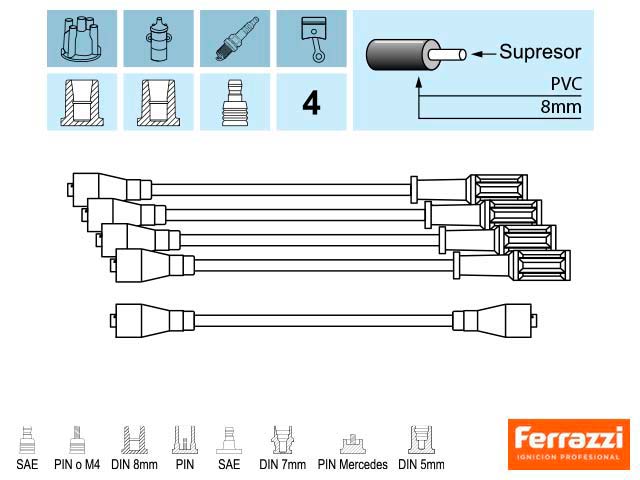 Supresor
PVC
4
8mm
SAE PIN o M4 DIN 8mm PIN SAE DIN 7mm PIN Mercedes DIN 5mm
Ferrazzi
IGNICION PROFESIONAL